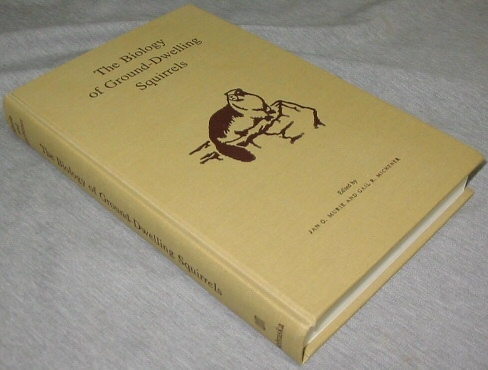 The Biology
of Ground-Dwelling
Squirrels
Edited by
JAN O. MURIE AND GAIL R. MICHENER
The Biology of Ground-Dwelling Squirrels